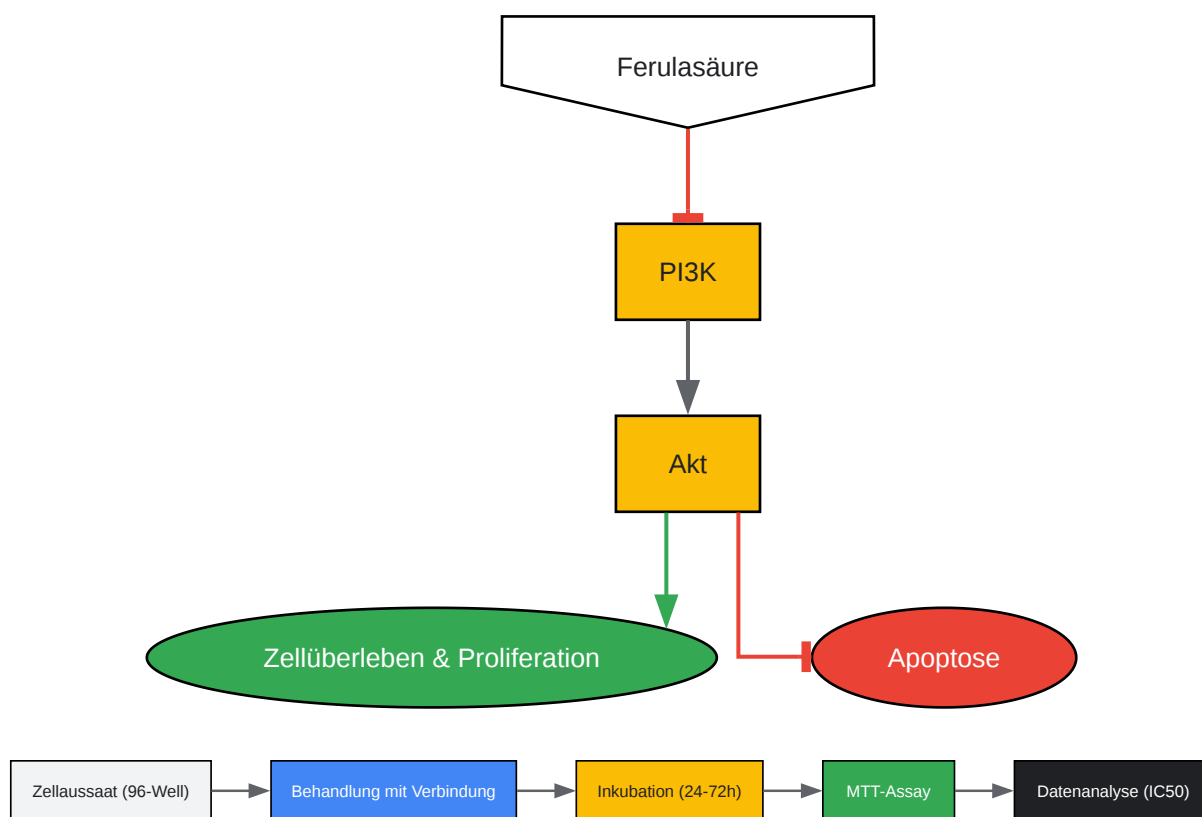 Ferulasäure
PI3K
Akt
Zellüberleben & Proliferation
Apoptose
Zellaussaat (96-Well)
Behandlung mit Verbindung
Inkubation (24-72h)
MTT-Assay
Datenanalyse (IC50)